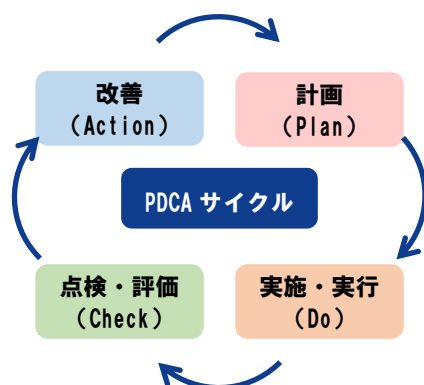 改善
(Action)
計画
(Plan)
PDCA サイクル
点検・評価
(Check)
実施・実行
(Do)